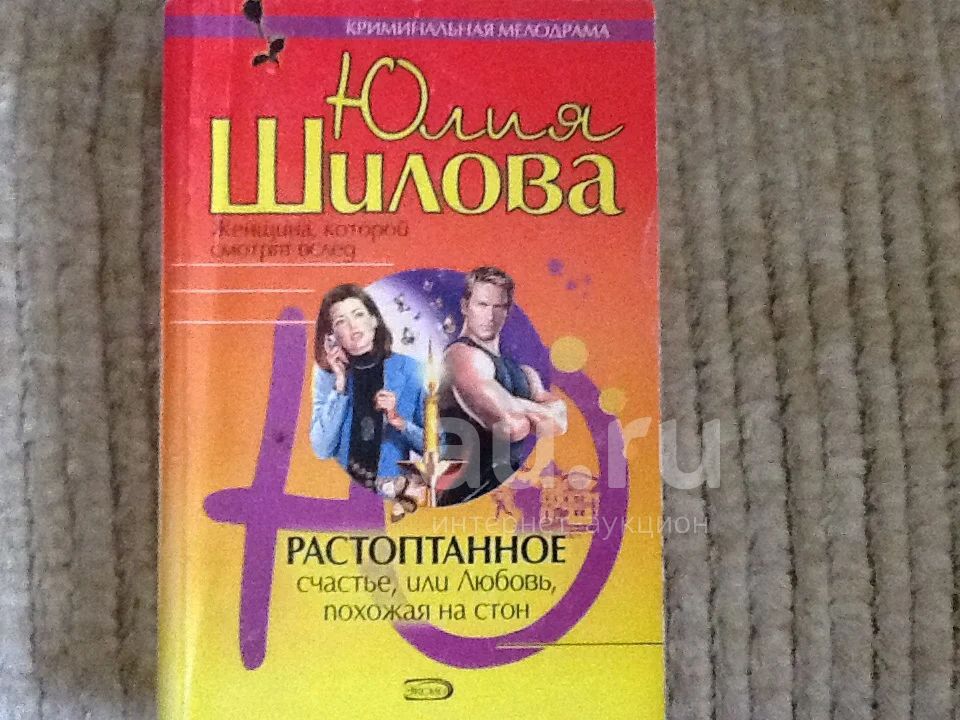 КРИМИНАЛЬНАЯ МЕЛОДРАМА
Юлия
Шилова
Женщина, которой
смотрят вслед
au.ru
интернет-аукцион
РАСТОПТАННОЕ
счастье, или Любовь,
похожая на стон
ЭКСМО